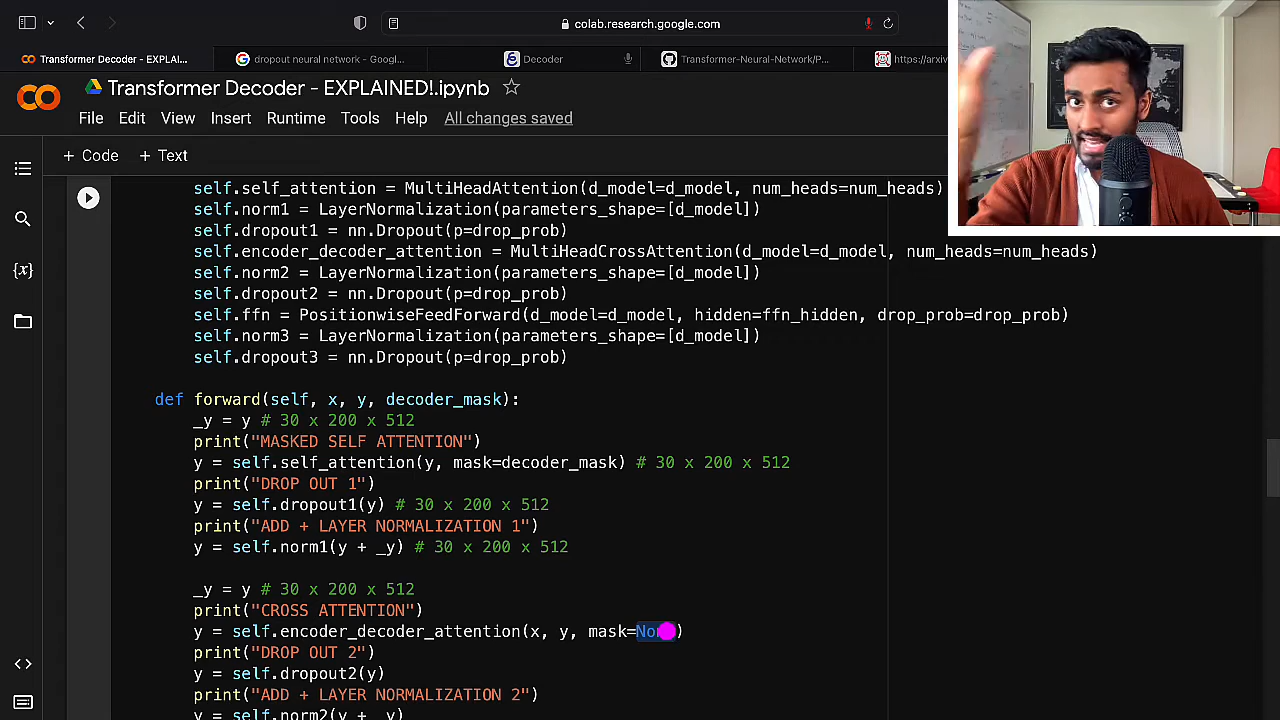 colab.research.google.com
Transformer Decoder - EXPLAI...
dropout neural network - Googl...
Decoder
Transformer-Neural-Network/P...
https://arxiv
Transformer Decoder - EXPLAINED!.ipynb
File Edit View Insert Runtime Tools Help All changes saved
+ Code + Text
self.self_attention = MultiHeadAttention(d_model=d_model, num_heads=num_heads)
self.norm1 = LayerNormalization(parameters_shape=[d_model])
self.dropout1 = nn.Dropout(p=drop_prob)
self.encoder_decoder_attention = MultiHeadCrossAttention(d_model=d_model, num_heads=num_heads)
self.norm2 = LayerNormalization(parameters_shape=[d_model])
self.dropout2 = nn.Dropout(p=drop_prob)
self.ffn = PositionwiseFeedForward(d_model=d_model, hidden=ffn_hidden, drop_prob=drop_prob)
self.norm3 = LayerNormalization(parameters_shape=[d_model])
self.dropout3 = nn.Dropout(p=drop_prob)
def forward(self, x, y, decoder_mask):
_y = y # 30 x 200 x 512
print("MASKED SELF ATTENTION")
y = self.self_attention(y, mask=decoder_mask) # 30 x 200 x 512
print("DROP OUT 1")
y = self.dropout1(y) # 30 x 200 x 512
print("ADD + LAYER NORMALIZATION 1")
y = self.norm1(y + _y) # 30 x 200 x 512
_y = y # 30 x 200 x 512
print("CROSS ATTENTION")
y = self.encoder_decoder_attention(x, y, mask=None)
print("DROP OUT 2")
y = self.dropout2(y)
print("ADD + LAYER NORMALIZATION 2")
y = self.norm2(y + _y)